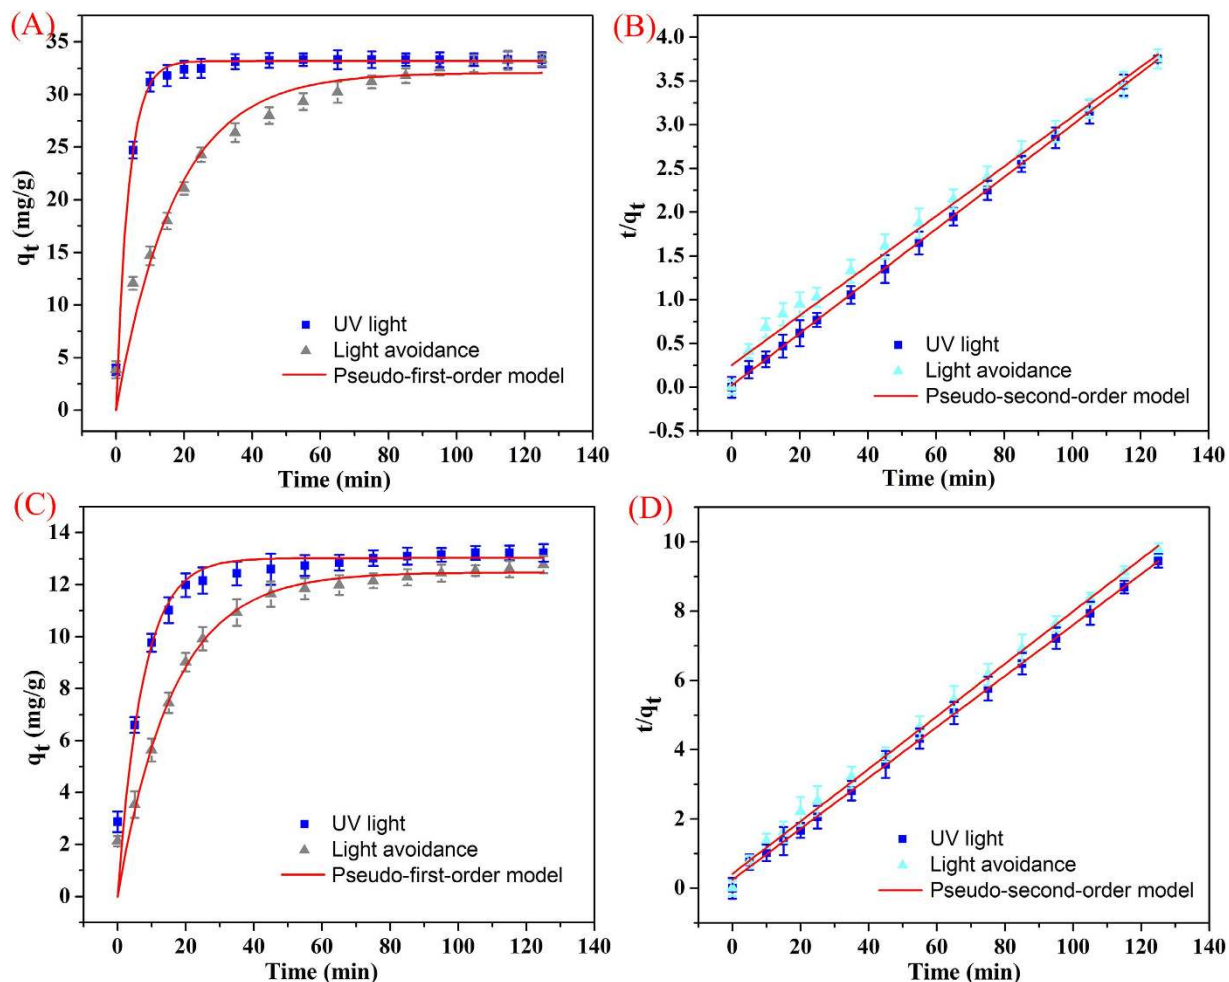 (A)
35
30
25
20
33
5
0
qt (mg/g)
UV light
Light avoidance
Pseudo-first-order model
0 20 40 60 80 100 120 140
Time (min)
(B)
4.0
3.5
3.0
2.5
2.0
1.5
1.0
0.5
0.0
-0.5
t/qt
UV light
Light avoidance
Pseudo-second-order model
0 20 40 60 80 100 120 140
Time (min)
(C)
14
12
10
8
6
4
2
0
qt (mg/g)
UV light
Light avoidance
Pseudo-first-order model
0 20 40 60 80 100 120 140
Time (min)
(D)
10
8
6
4
2
0
t/qt
UV light
Light avoidance
Pseudo-second-order model
0 20 40 60 80 100 120 140
Time (min)